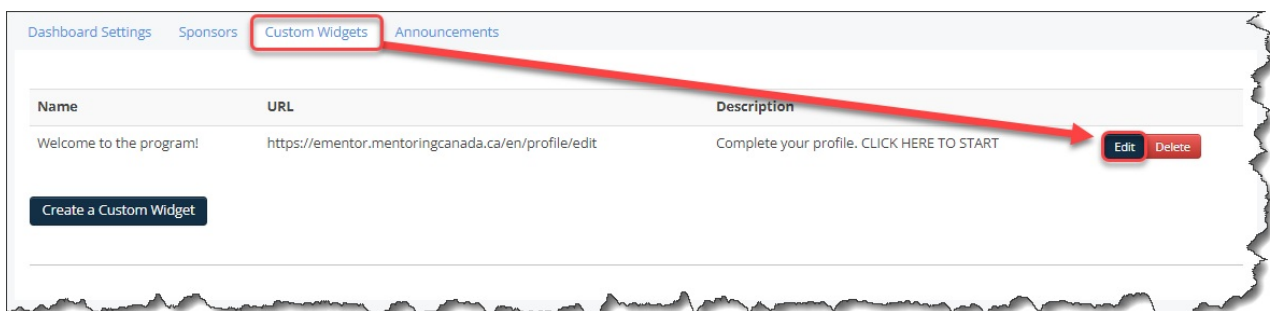 Dashboard Settings Sponsors Custom Widgets Announcements
Name URL Description
Welcome to the program! https://ementor.mentoringcanada.ca/en/profile/edit Complete your profile. CLICK HERE TO START Edit Delete
Create a Custom Widget